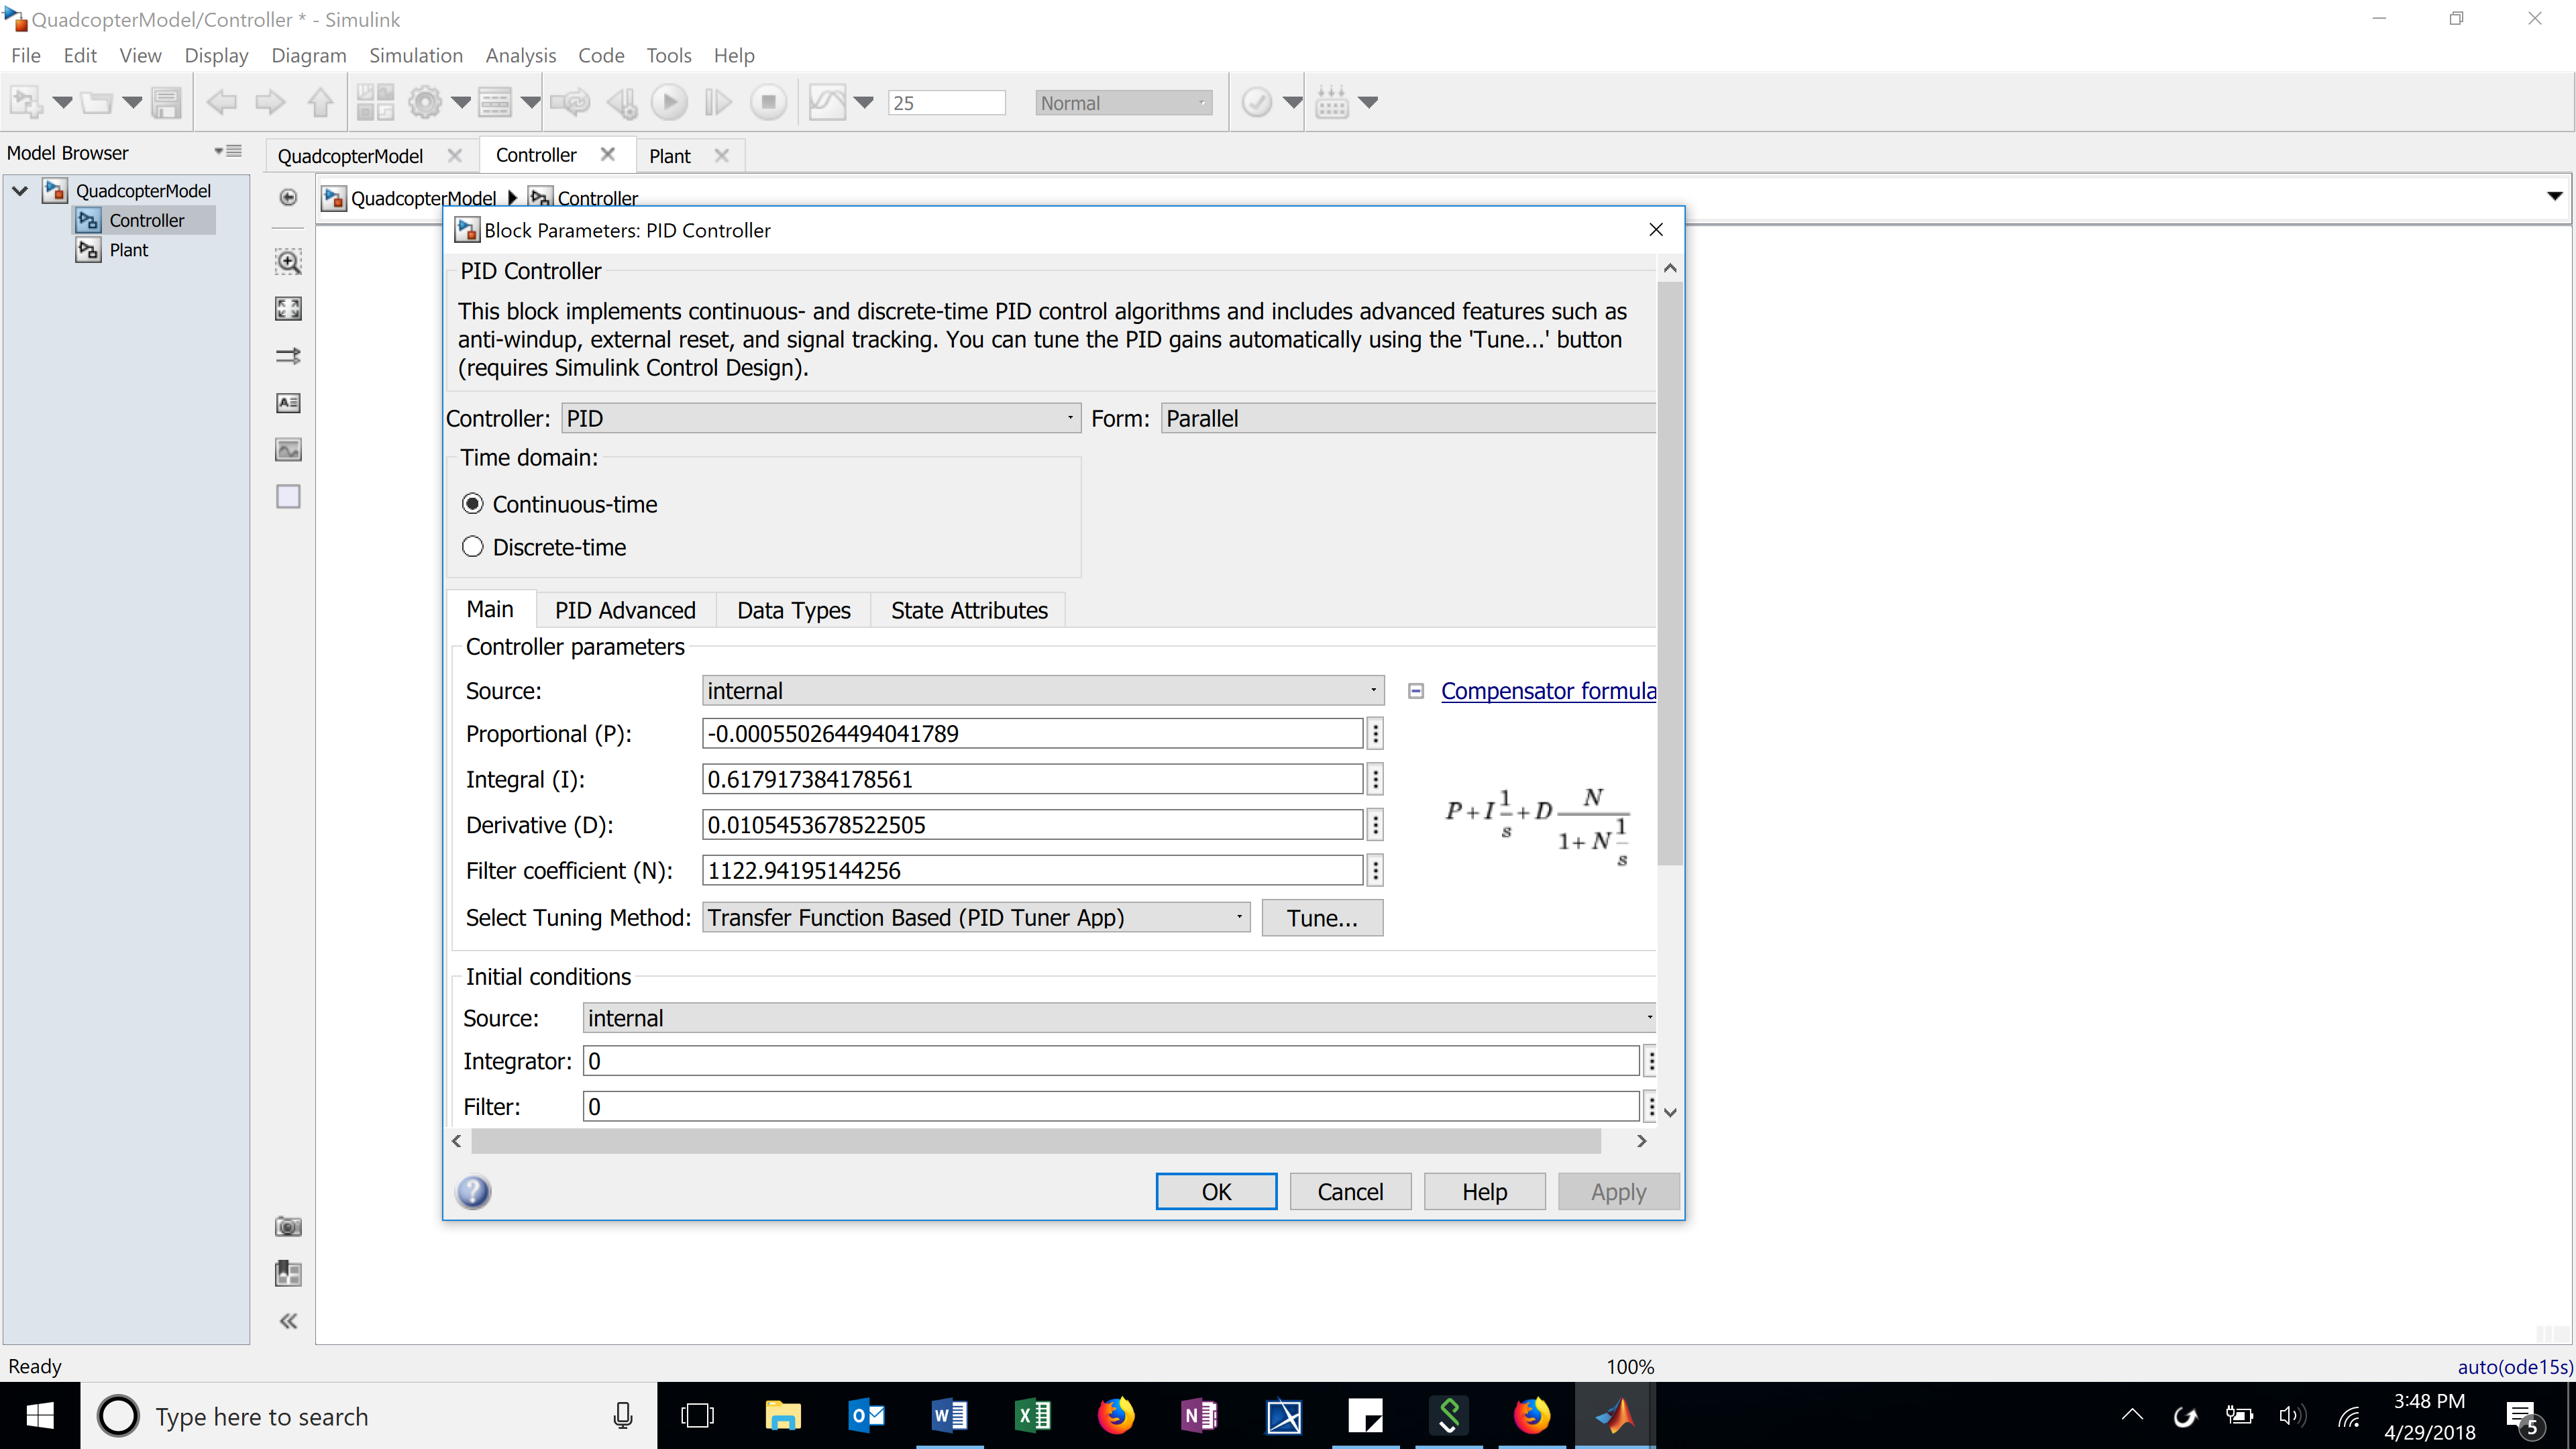 QuadcopterModel/Controller * - Simulink
File Edit View Display Diagram Simulation Analysis Code Tools Help
25 Normal
Model Browser
QuadcopterModel Controller Plant
QuadcopterModel
QuadcopterModel Controller
Controller
Plant
Block Parameters: PID Controller
PID Controller
This block implements continuous- and discrete-time PID control algorithms and includes advanced features such as
anti-windup, external reset, and signal tracking. You can tune the PID gains automatically using the 'Tune...' button
(requires Simulink Control Design).
Controller: PID Form: Parallel
Time domain:
Continuous-time
Discrete-time
Main PID Advanced Data Types State Attributes
Controller parameters
Source: internal Compensator formula
Proportional (P): -0.000550264494041789
Integral (I): 0.617917384178561
Derivative (D): 0.0105453678522505
P+I 1/s +D N/(1+N 1/s)
Filter coefficient (N): 1122.94195144256
Select Tuning Method: Transfer Function Based (PID Tuner App) Tune...
Initial conditions
Source: internal
Integrator: 0
Filter: 0
OK Cancel Help Apply
Ready 100% auto(ode15s)
Type here to search
3:48 PM
4/29/2018
5